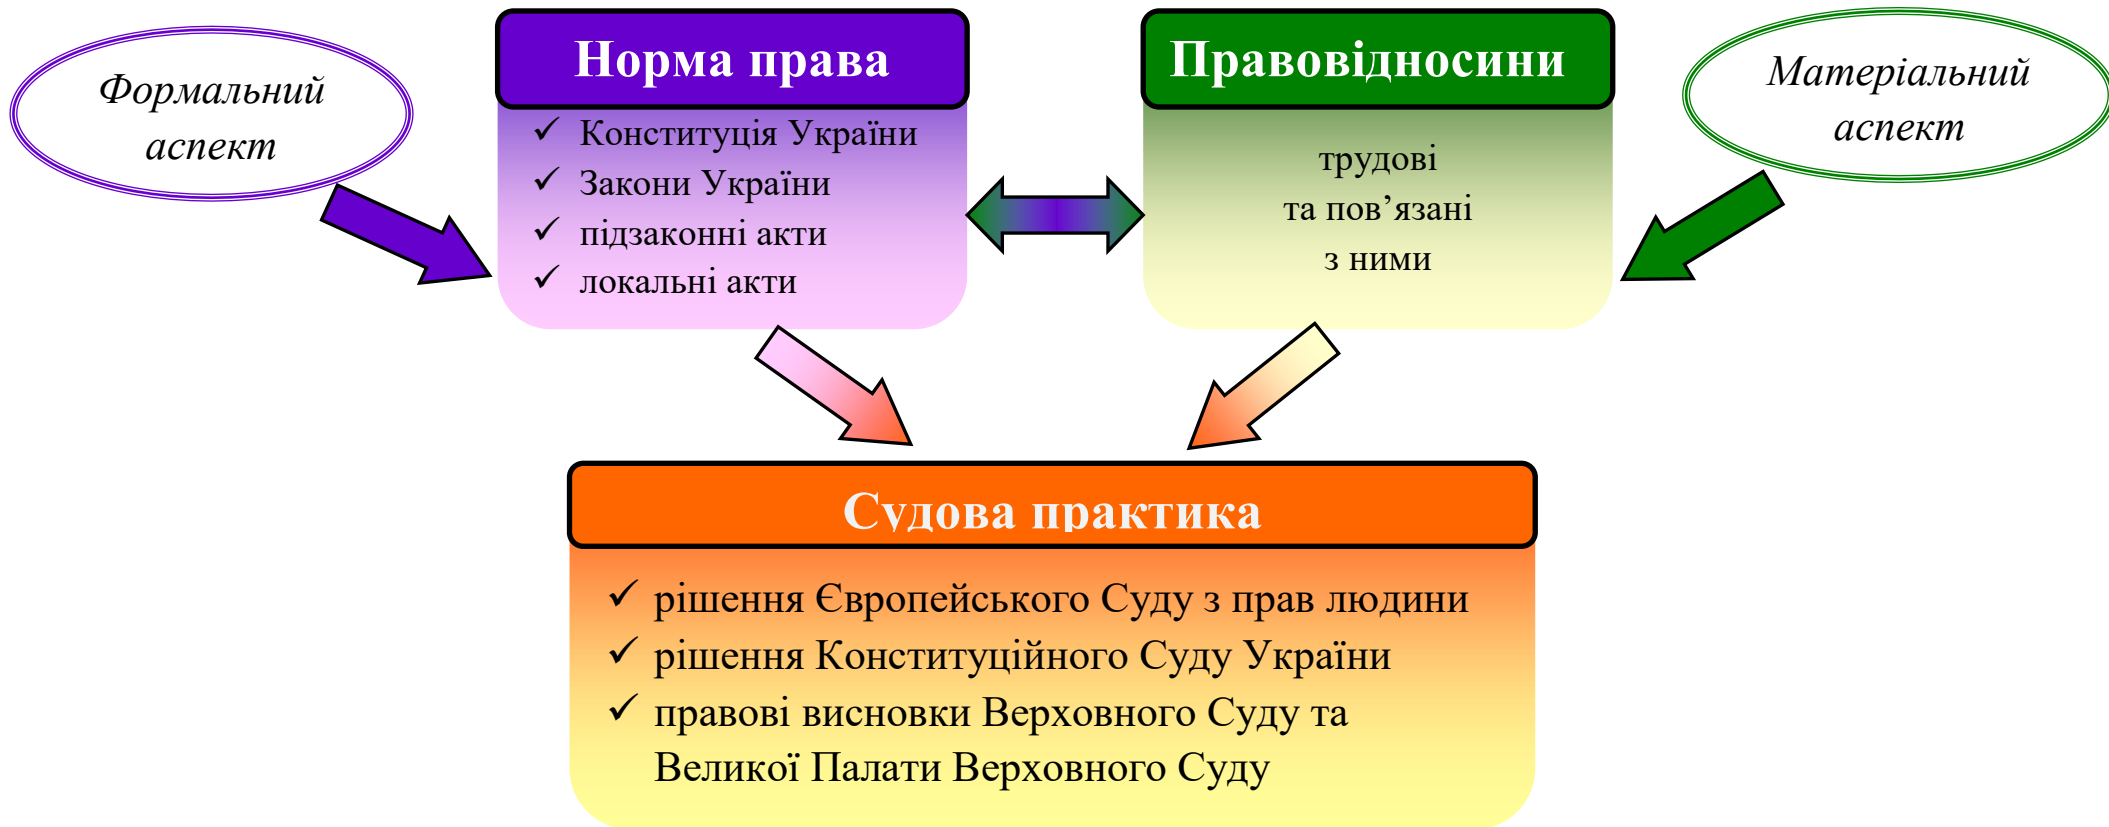 Формальний
аспект
Норма права
✓ Конституція України
✓ Закони України
✓ підзаконні акти
✓ локальні акти
Правовідносини
трудові
та пов’язані
з ними
Матеріальний
аспект
Судова практика
✓ рішення Європейського Суду з прав людини
✓ рішення Конституційного Суду України
✓ правові висновки Верховного Суду та
Великої Палати Верховного Суду